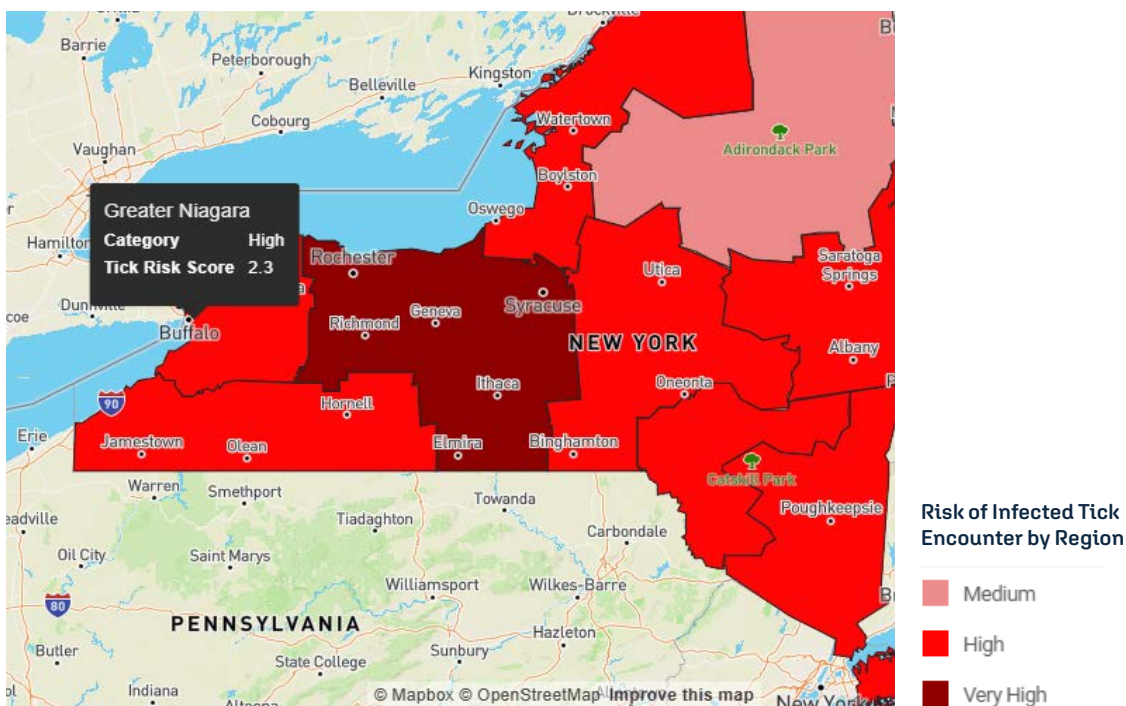 Barrie
Peterborough
Kingston
Belleville
Cobourg
Watertown
Vaughan
Adirondack Park
Boylston
Greater Niagara
Category High
Tick Risk Score 2.3
Oswego
Hamilton
Rochester
Utica
Saratoga
Springs
Syracuse
Geneva
Buffalo
Richmond
NEW YORK
Albany
Ithaca
Oneonta
90
Hornell
Erie
Jamestown
Olean
Elmira
Binghamton
Catskill Park
Warren
Smethport
Towanda
Poughkeepsie
Tiadaghton
Carbondale
Oil City
Saint Marys
Williamsport
Wilkes-Barre
80
PENNSYLVANIA
Hazleton
Butler
State College
Sunbury
Indiana
© Mapbox © OpenStreetMap Improve this map
New York
Risk of Infected Tick
Encounter by Region
Medium
High
Very High